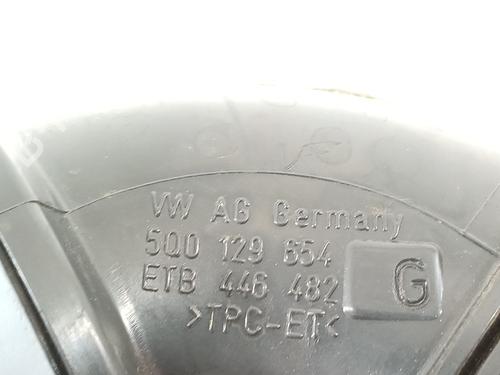 VW AG Germany
5Q0 129 654
ETB 446 482
G
>TPC-ET<